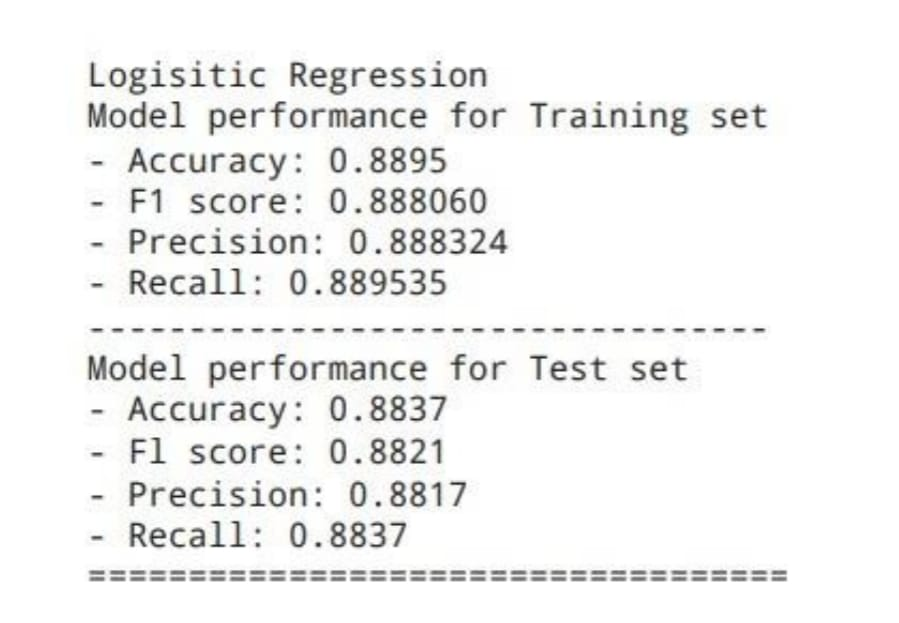 Logisitic Regression
Model performance for Training set
- Accuracy: 0.8895
- F1 score: 0.888060
- Precision: 0.888324
- Recall: 0.889535
----------------------------------
Model performance for Test set
- Accuracy: 0.8837
- Fl score: 0.8821
- Precision: 0.8817
- Recall: 0.8837
===================================